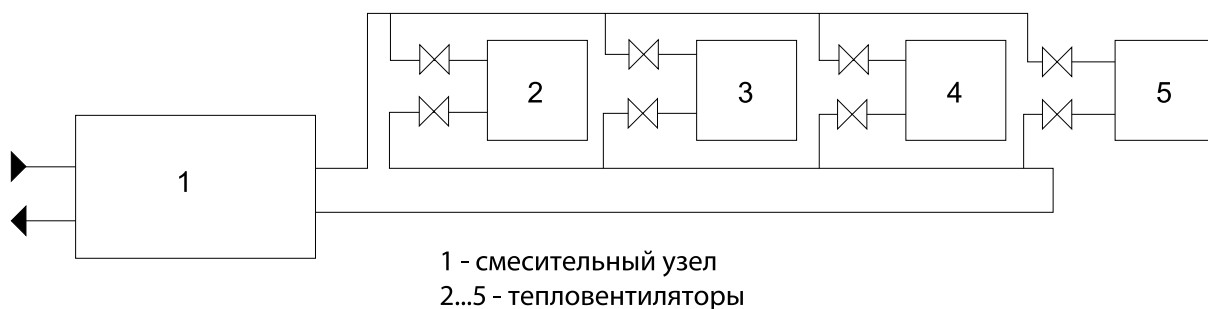 2
3
4
5
1
1 - смесительный узел
2...5 - тепловентиляторы